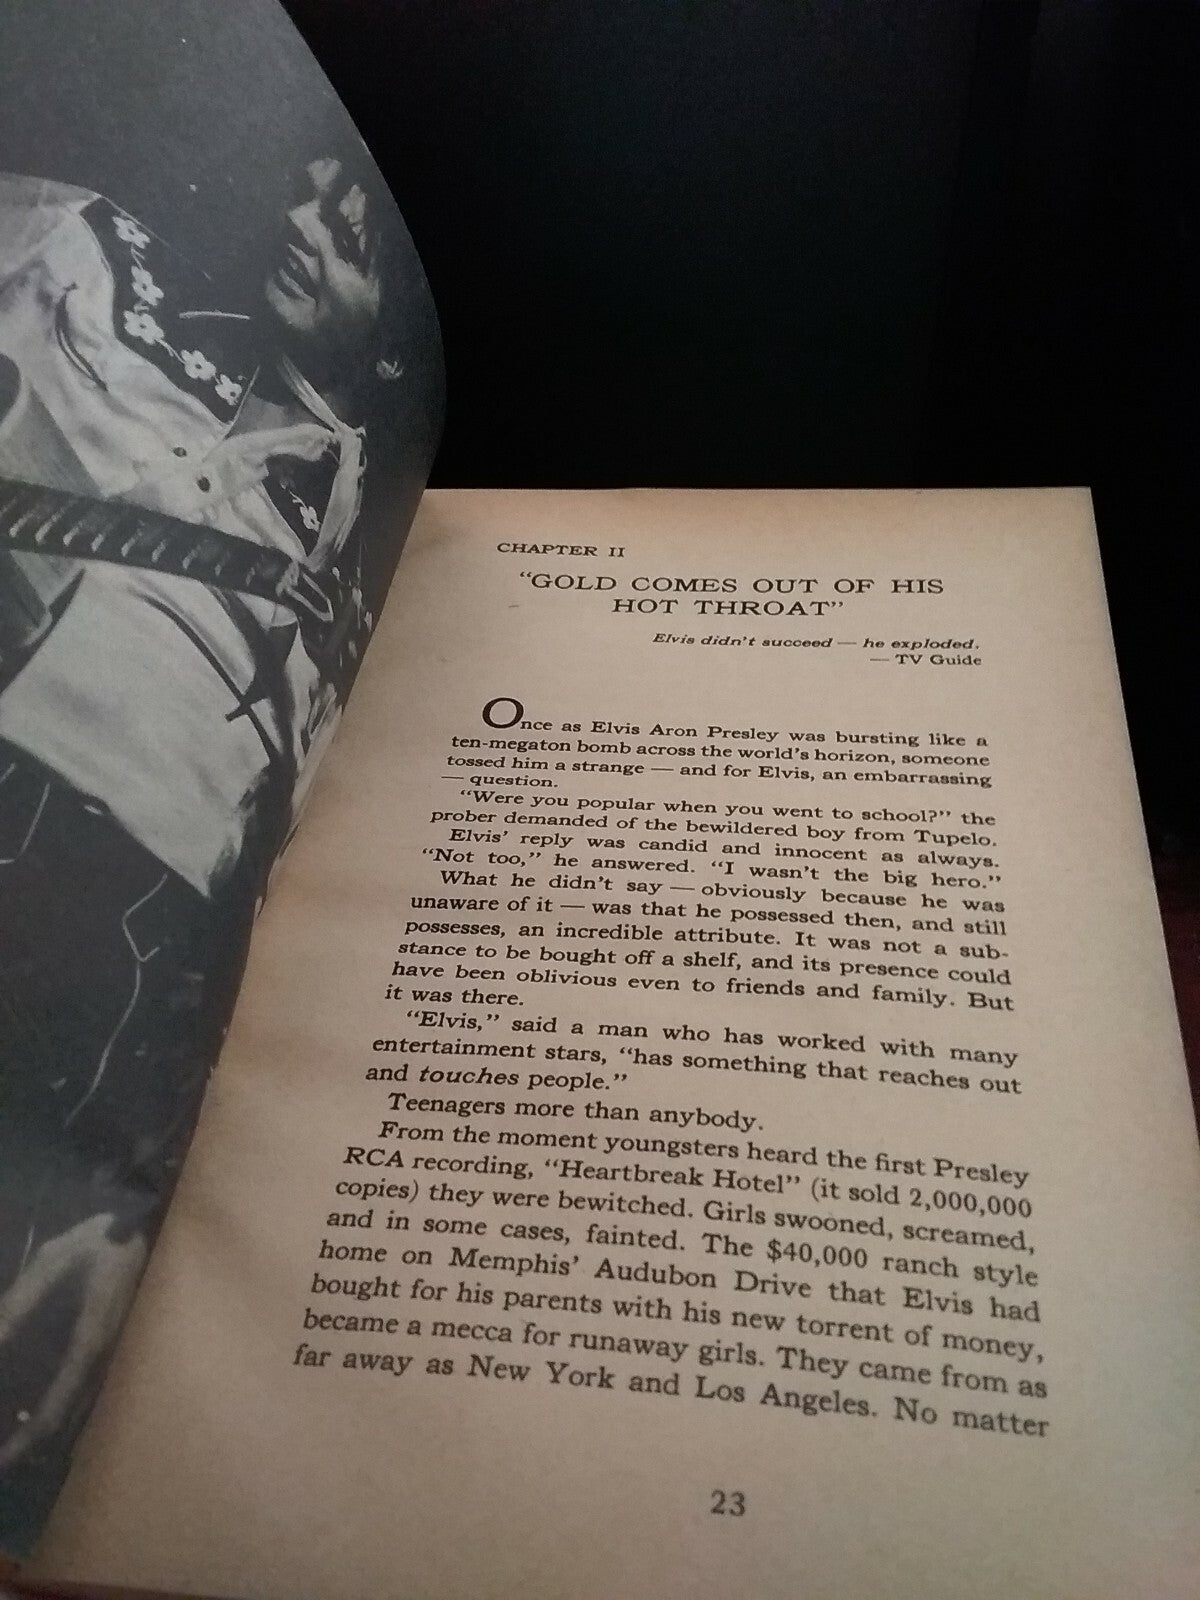 CHAPTER II
“GOLD COMES OUT OF HIS
HOT THROAT”
Elvis didn't succeed — he exploded.
— TV Guide
Once as Elvis Aron Presley was bursting like a
ten-megaton bomb across the world's horizon, someone
tossed him a strange — and for Elvis, an embarrassing
— question.
“Were you popular when you went to school?” the
prober demanded of the bewildered boy from Tupelo.
Elvis' reply was candid and innocent as always.
“Not too,” he answered. “I wasn't the big hero.”
What he didn't say — obviously because he was
unaware of it — was that he possessed then, and still
possesses, an incredible attribute. It was not a sub-
stance to be bought off a shelf, and its presence could
have been oblivious even to friends and family. But
it was there.
“Elvis,” said a man who has worked with many
entertainment stars, “has something that reaches out
and touches people.”
Teenagers more than anybody.
From the moment youngsters heard the first Presley
RCA recording, “Heartbreak Hotel” (it sold 2,000,000
copies) they were bewitched. Girls swooned, screamed,
and in some cases, fainted. The $40,000 ranch style
home on Memphis' Audubon Drive that Elvis had
bought for his parents with his new torrent of money,
became a mecca for runaway girls. They came from as
far away as New York and Los Angeles. No matter
23